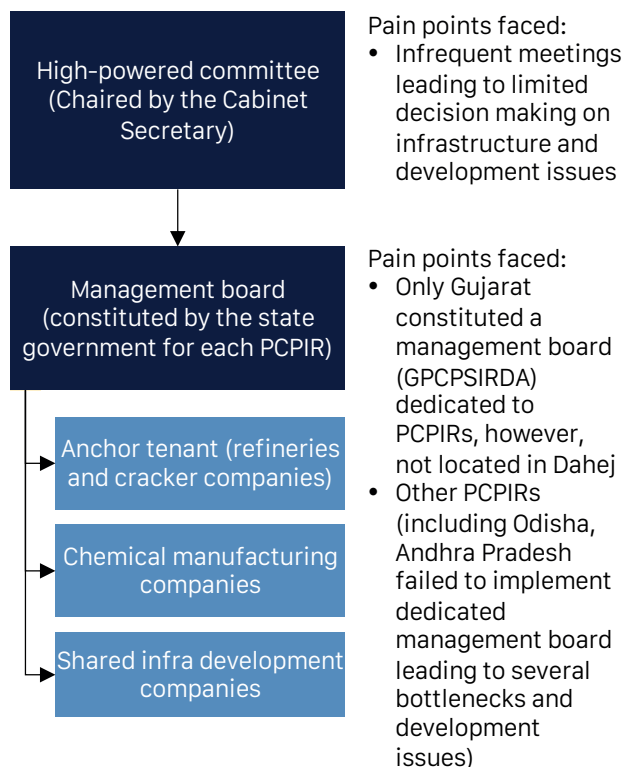 High-powered committee
(Chaired by the Cabinet
Secretary)
Pain points faced:
• Infrequent meetings
leading to limited
decision making on
infrastructure and
development issues
Management board
(constituted by the state
government for each PCPIR)
Pain points faced:
• Only Gujarat
constituted a
management board
(GPCPSIRDA)
dedicated to
PCPIRs, however,
not located in Dahej
• Other PCPIRs
(including Odisha,
Andhra Pradesh
failed to implement
dedicated
management board
leading to several
bottlenecks and
development
issues)
Anchor tenant (refineries
and cracker companies)
Chemical manufacturing
companies
Shared infra development
companies